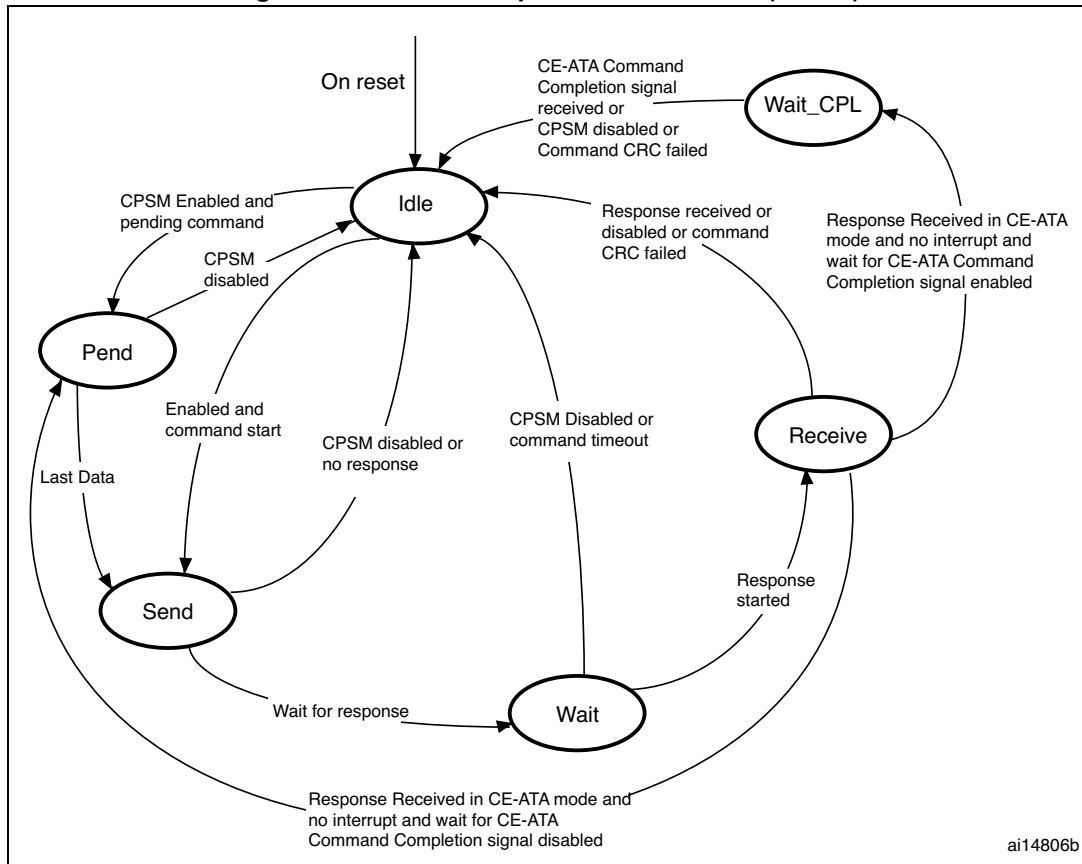 On reset
CE-ATA Command
Completion signal
received or
CPSM disabled or
Command CRC failed
Wait_CPL
CPSM Enabled and
pending command
Idle
Response received or
disabled or command
CRC failed
Response Received in CE-ATA
mode and no interrupt and
wait for CE-ATA Command
Completion signal enabled
CPSM
disabled
Pend
Enabled and
command start
CPSM disabled or
no response
CPSM Disabled or
command timeout
Receive
Last Data
Send
Response
started
Wait for response
Wait
Response Received in CE-ATA mode and
no interrupt and wait for CE-ATA
Command Completion signal disabled
ai14806b